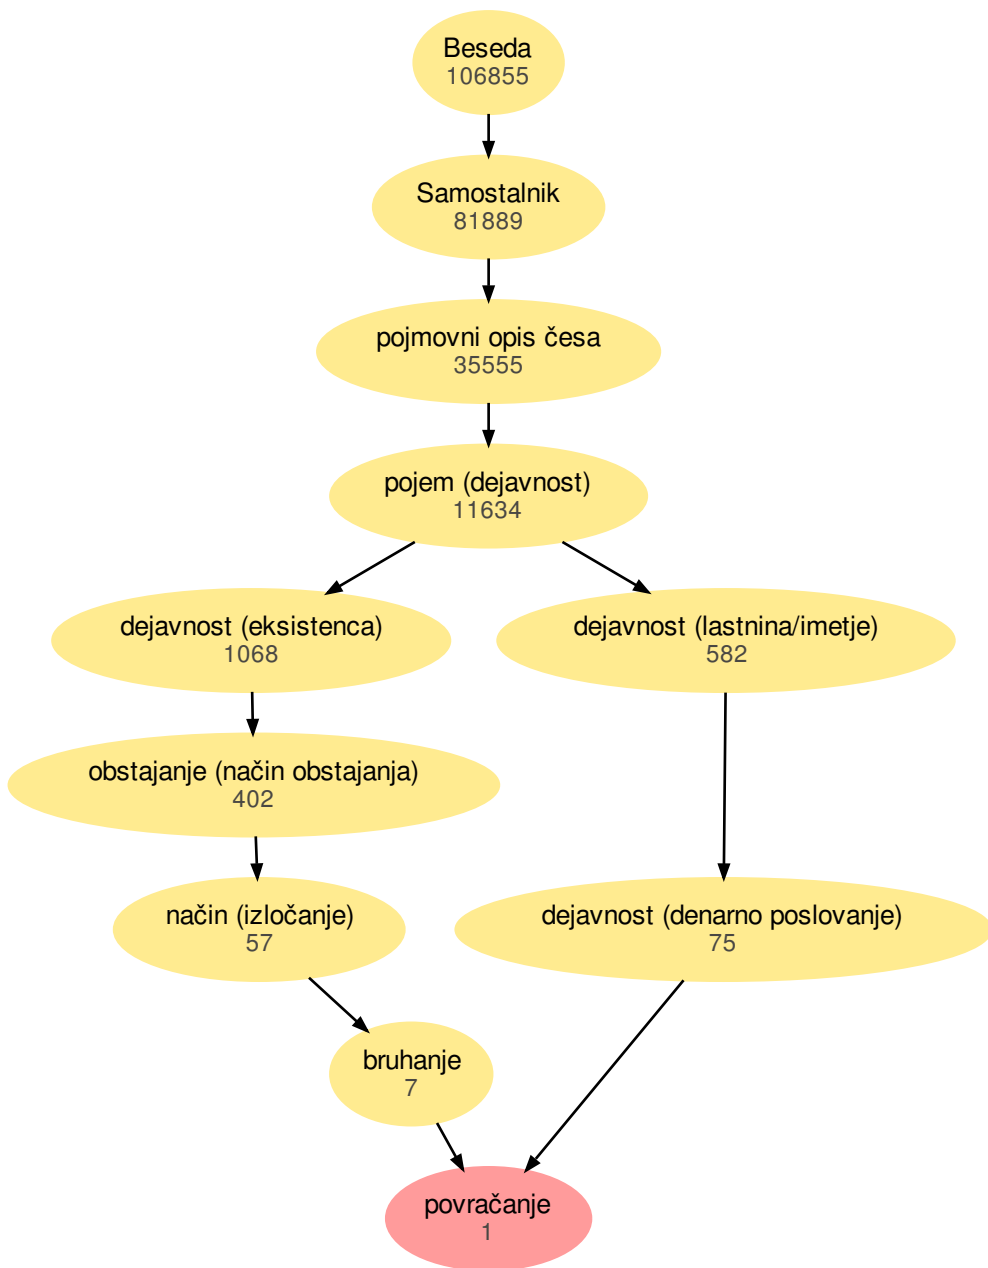 Beseda
106855
Samostalnik
81889
pojmovni opis česa
35555
pojem (dejavnost)
11634
dejavnost (eksistenca)
1068
dejavnost (lastnina/imetje)
582
obstajanje (način obstajanja)
402
način (izločanje)
57
dejavnost (denarno poslovanje)
75
bruhanje
7
povračanje
1